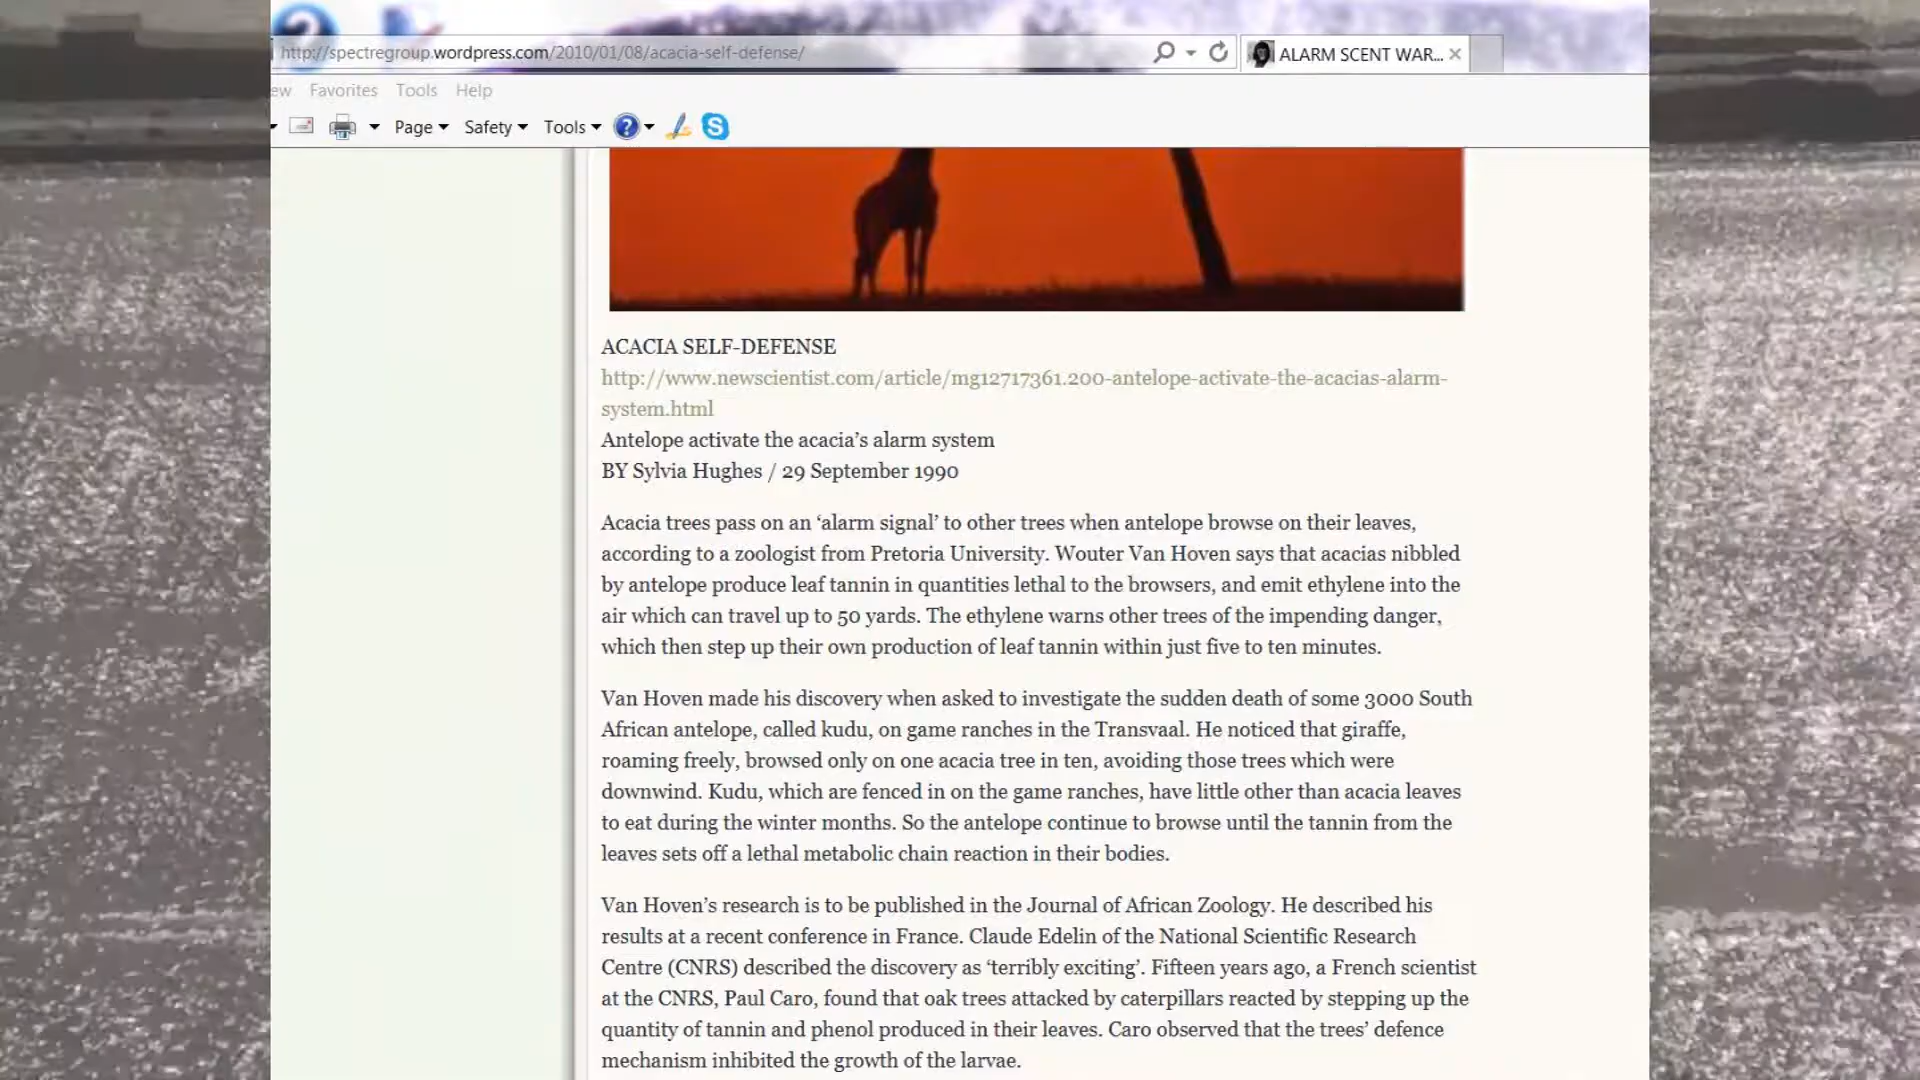 http://spectregroup.wordpress.com/2010/01/08/acacia-self-defense/
ALARM SCENT WAR...
ew Favorites Tools Help
Page Safety Tools
ACACIA SELF-DEFENSE
http://www.newscientist.com/article/mg12717361.200-antelope-activate-the-acacias-alarm-
system.html
Antelope activate the acacia’s alarm system
BY Sylvia Hughes / 29 September 1990
Acacia trees pass on an ‘alarm signal’ to other trees when antelope browse on their leaves,
according to a zoologist from Pretoria University. Wouter Van Hoven says that acacias nibbled
by antelope produce leaf tannin in quantities lethal to the browsers, and emit ethylene into the
air which can travel up to 50 yards. The ethylene warns other trees of the impending danger,
which then step up their own production of leaf tannin within just five to ten minutes.
Van Hoven made his discovery when asked to investigate the sudden death of some 3000 South
African antelope, called kudu, on game ranches in the Transvaal. He noticed that giraffe,
roaming freely, browsed only on one acacia tree in ten, avoiding those trees which were
downwind. Kudu, which are fenced in on the game ranches, have little other than acacia leaves
to eat during the winter months. So the antelope continue to browse until the tannin from the
leaves sets off a lethal metabolic chain reaction in their bodies.
Van Hoven’s research is to be published in the Journal of African Zoology. He described his
results at a recent conference in France. Claude Edelin of the National Scientific Research
Centre (CNRS) described the discovery as ‘terribly exciting’. Fifteen years ago, a French scientist
at the CNRS, Paul Caro, found that oak trees attacked by caterpillars reacted by stepping up the
quantity of tannin and phenol produced in their leaves. Caro observed that the trees’ defence
mechanism inhibited the growth of the larvae.